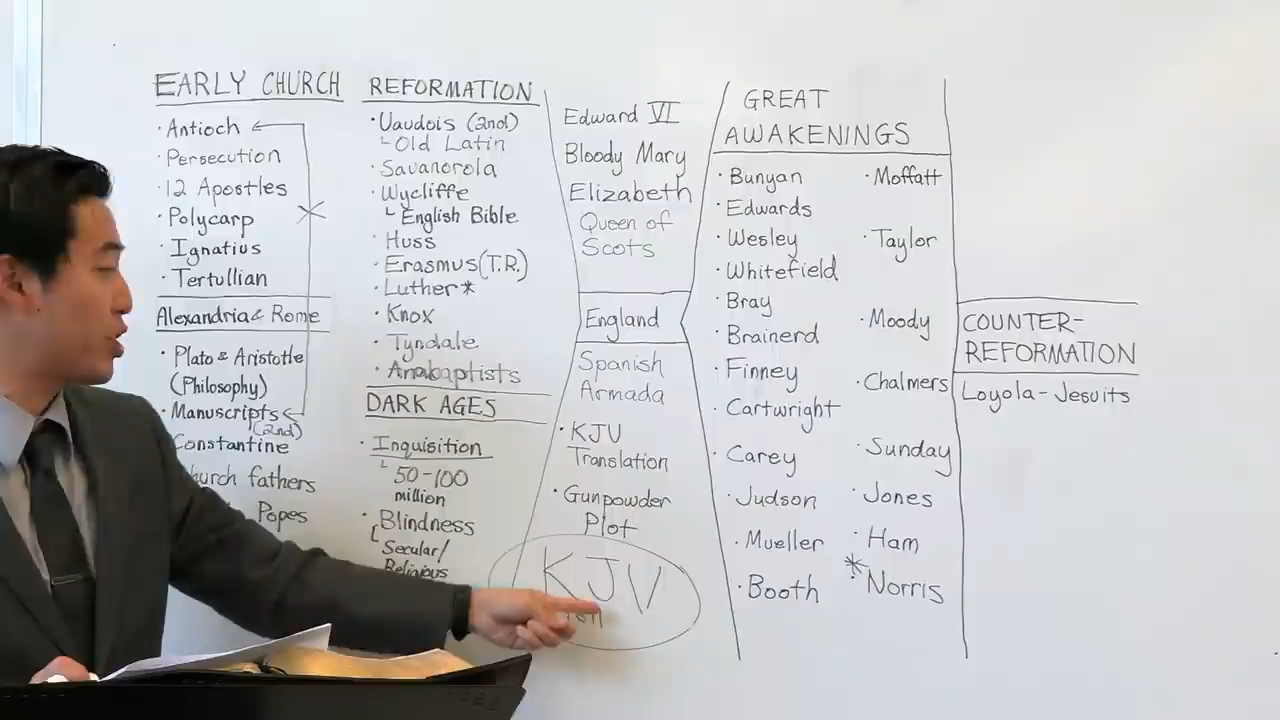 EARLY CHURCH
· Antioch
· Persecution
· 12 Apostles
· Polycarp
· Ignatius
· Tertullian
Alexandria & Rome
· Plato & Aristotle
(Philosophy)
· Manuscripts
(2nd)
Constantine
church fathers
Popes
REFORMATION
· Vaudois (2nd)
Old Latin
· Savanorola
· Wycliffe
English Bible
· Huss
· Erasmus (T.R.)
· Luther *
· Knox
· Tyndale
· Anabaptists
DARK AGES
· Inquisition
50-100
million
· Blindness
Secular/
Religious
Edward VI
Bloody Mary
Elizabeth
Queen of
Scots
England
Spanish
Armada
· KJV
Translation
· Gunpowder
Plot
KJV
GREAT
AWAKENINGS
· Bunyan
· Edwards
· Wesley
· Whitefield
· Bray
· Brainerd
· Finney
· Cartwright
· Carey
· Judson
· Mueller
· Booth
· Moffatt
· Taylor
· Moody
· Chalmers
· Sunday
· Jones
· Ham
* Norris
COUNTER-
REFORMATION
Loyola - Jesuits